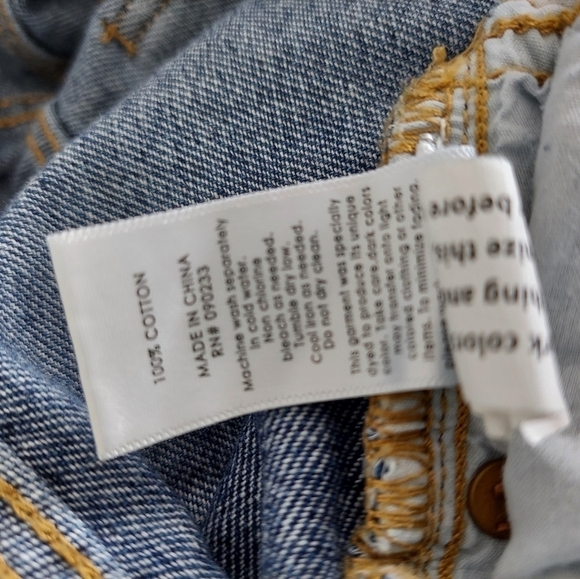 100% COTTON
MADE IN CHINA
RN# 090233
Machine wash separately
in cold water.
Non chlorine
bleach as needed.
Tumble dry low.
Cool iron as needed.
Do not dry clean.
This garment was specially
dyed to produce its unique
color. Take care, dark colors
may transfer onto light
colored clothing or other
items. To minimize fading,
before